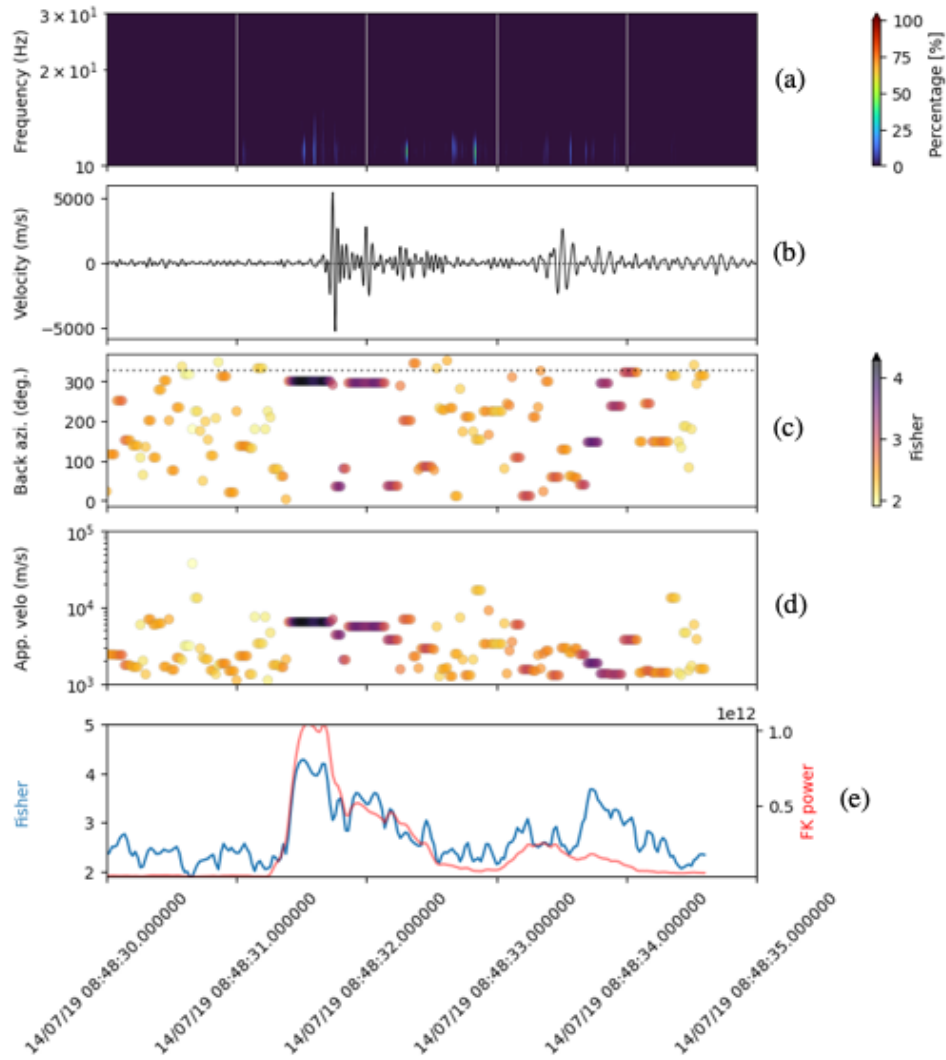 3 × 10¹
2 × 10¹
10
Frequency (Hz)
(a)
100
75
50
25
0
Percentage [%]
5000
0
−5000
Velocity (m/s)
(b)
300
200
100
0
Back azi. (deg.)
(c)
4
3
2
Fisher
10⁵
10⁴
10³
App. velo (m/s)
(d)
1e12
5
4
3
2
Fisher
1.0
0.5
FK power
(e)
14/07/19 08:48:30.000000
14/07/19 08:48:31.000000
14/07/19 08:48:32.000000
14/07/19 08:48:33.000000
14/07/19 08:48:34.000000
14/07/19 08:48:35.000000